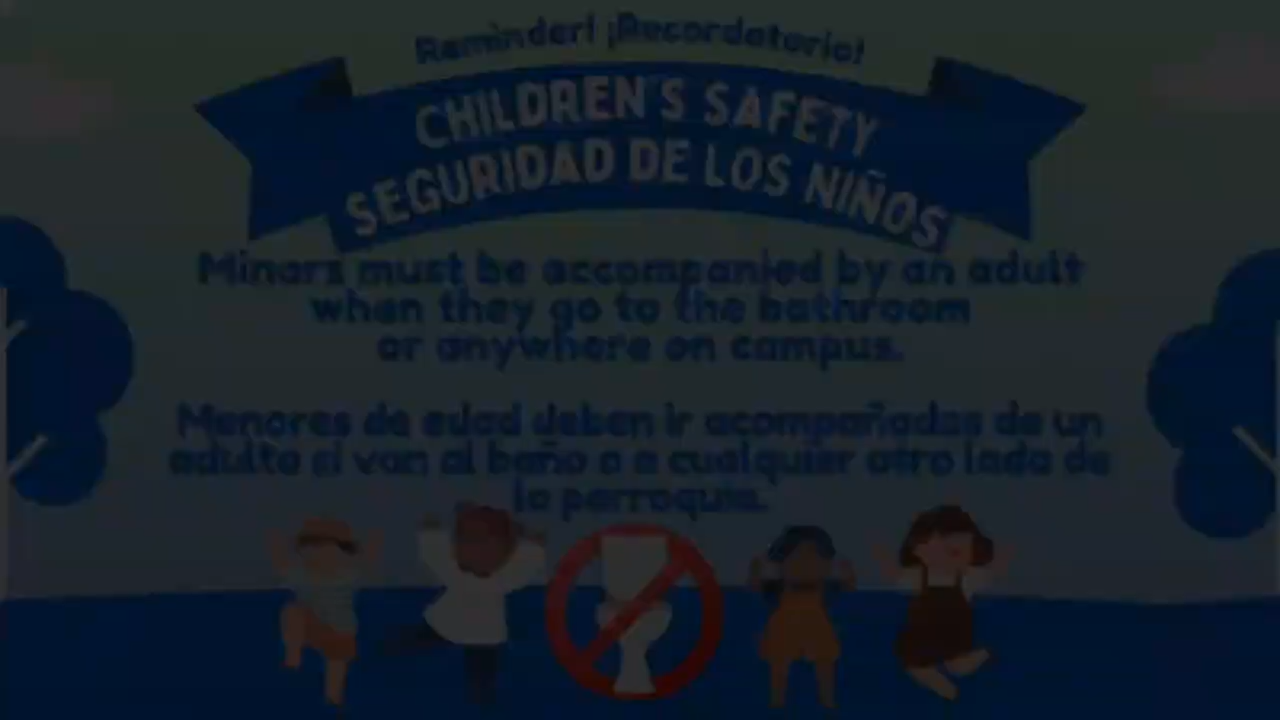 Reminder! ¡Recordatorio!
CHILDREN'S SAFETY
SEGURIDAD DE LOS NIÑOS
Minors must be accompanied by an adult
when they go to the bathroom
or anywhere on campus.
Menores de edad deben ir acompañados de un
adulto si van al baño o a cualquier otro lado de
la parroquia.